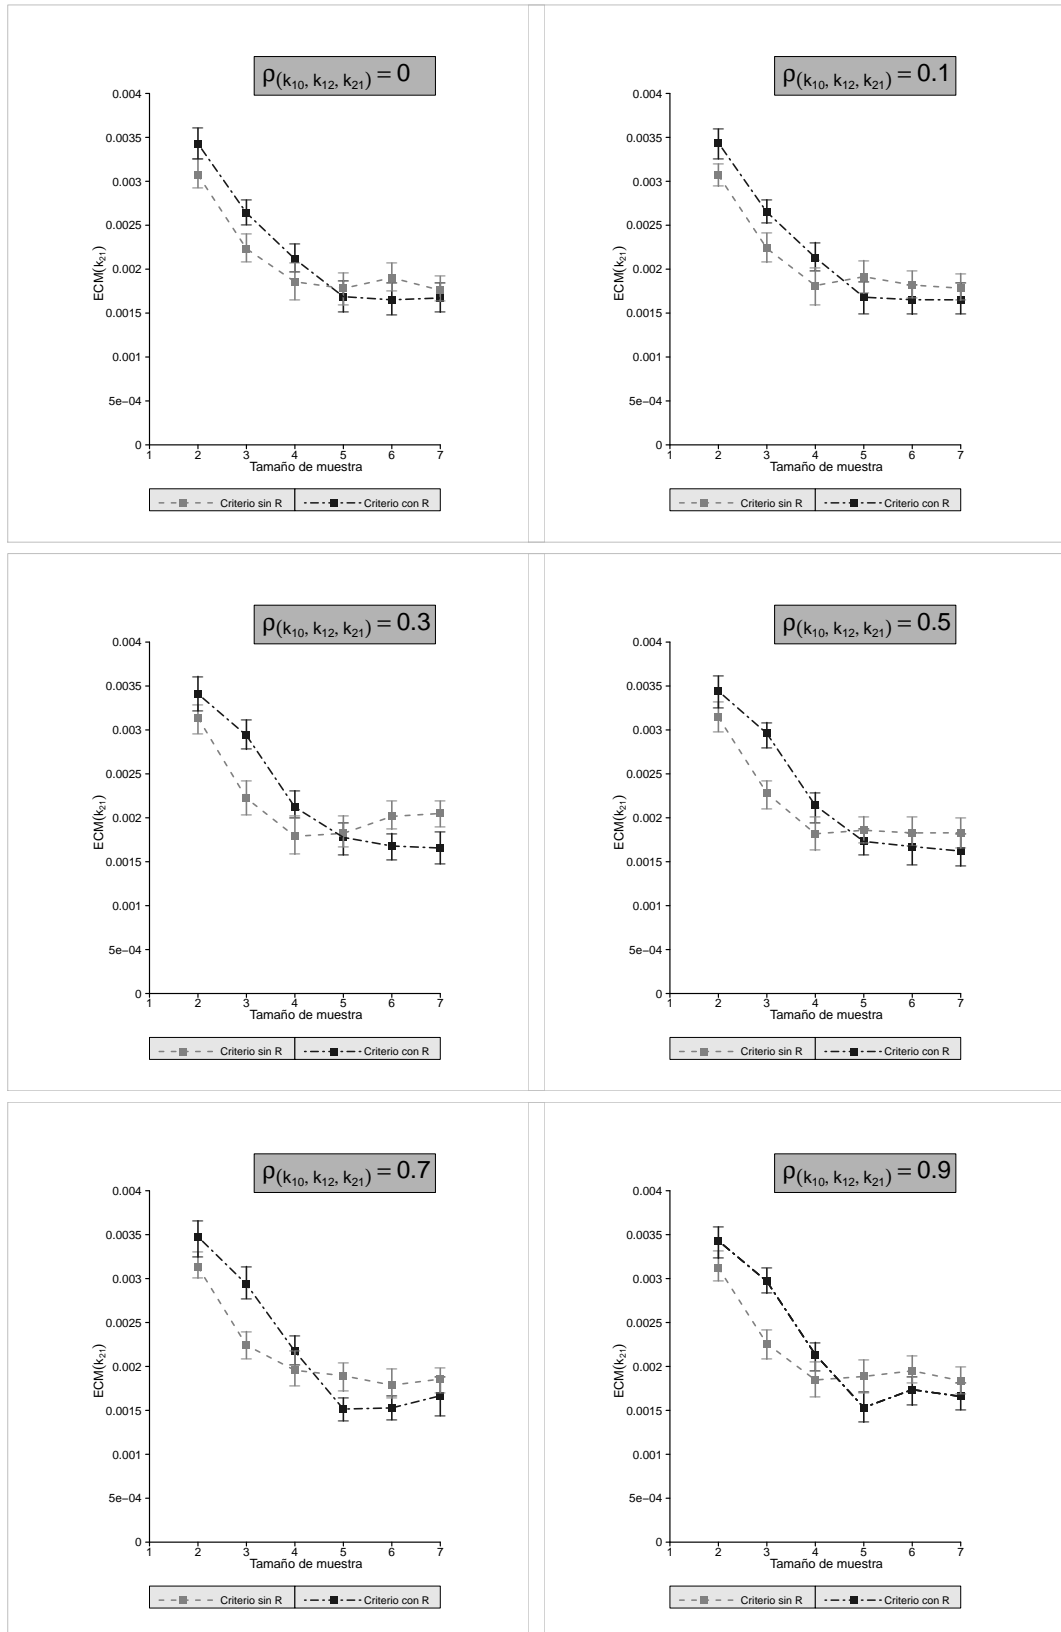 ρ(k10, k12, k21) = 0
0.004
0.0035
0.003
0.0025
0.002
0.0015
0.001
5e−04
0
ECM(k21)
1 2 3 4 5 6 7
Tamaño de muestra
Criterio sin R Criterio con R
ρ(k10, k12, k21) = 0.1
0.004
0.0035
0.003
0.0025
0.002
0.0015
0.001
5e−04
0
ECM(k21)
1 2 3 4 5 6 7
Tamaño de muestra
Criterio sin R Criterio con R
ρ(k10, k12, k21) = 0.3
0.004
0.0035
0.003
0.0025
0.002
0.0015
0.001
5e−04
0
ECM(k21)
1 2 3 4 5 6 7
Tamaño de muestra
Criterio sin R Criterio con R
ρ(k10, k12, k21) = 0.5
0.004
0.0035
0.003
0.0025
0.002
0.0015
0.001
5e−04
0
ECM(k21)
1 2 3 4 5 6 7
Tamaño de muestra
Criterio sin R Criterio con R
ρ(k10, k12, k21) = 0.7
0.004
0.0035
0.003
0.0025
0.002
0.0015
0.001
5e−04
0
ECM(k21)
1 2 3 4 5 6 7
Tamaño de muestra
Criterio sin R Criterio con R
ρ(k10, k12, k21) = 0.9
0.004
0.0035
0.003
0.0025
0.002
0.0015
0.001
5e−04
0
ECM(k21)
1 2 3 4 5 6 7
Tamaño de muestra
Criterio sin R Criterio con R